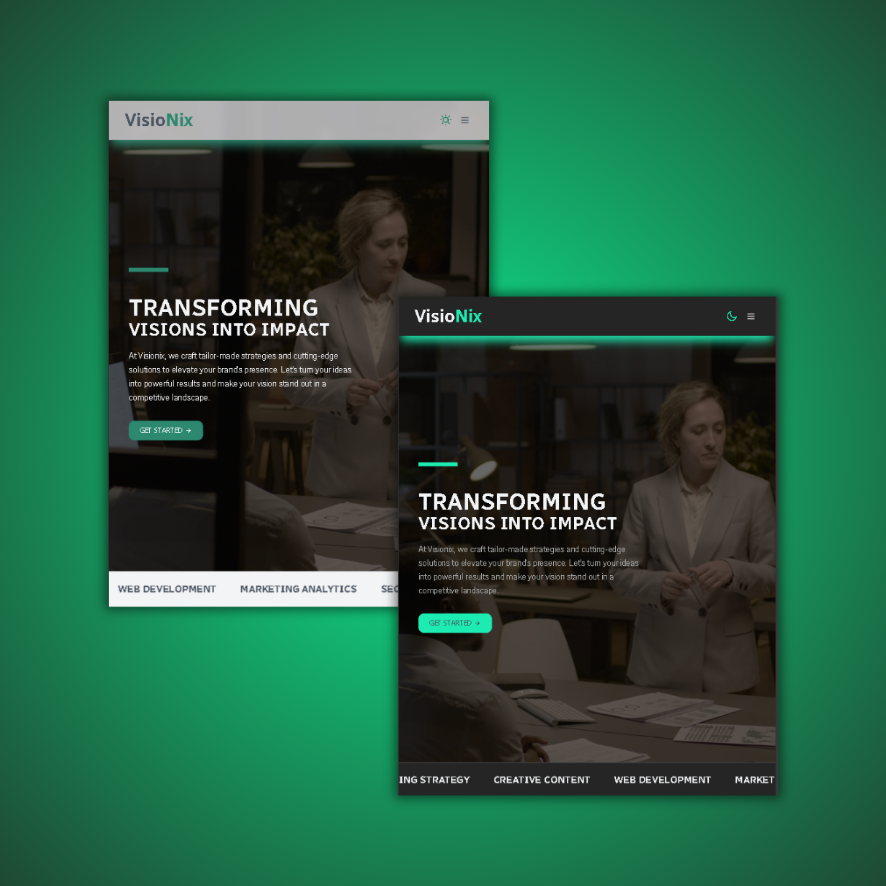 VisioNix
TRANSFORMING
VISIONS INTO IMPACT
At Visionix, we craft tailor-made strategies and cutting-edge
solutions to elevate your brand's presence. Let's turn your ideas
into powerful results and make your vision stand out in a
competitive landscape.
GET STARTED →
WEB DEVELOPMENT MARKETING ANALYTICS SEO
VisioNix
TRANSFORMING
VISIONS INTO IMPACT
At Visionix, we craft tailor-made strategies and cutting-edge
solutions to elevate your brand's presence. Let's turn your ideas
into powerful results and make your vision stand out in a
competitive landscape.
GET STARTED →
ING STRATEGY CREATIVE CONTENT WEB DEVELOPMENT MARKET